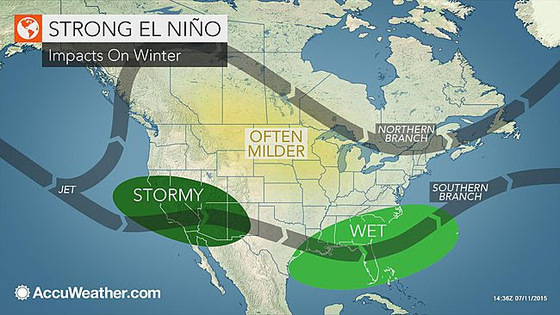 STRONG EL NIÑO
Impacts On Winter
OFTEN
MILDER
NORTHERN
BRANCH
JET
STORMY
SOUTHERN
BRANCH
WET
AccuWeather.com
14:36Z 07/11/2015